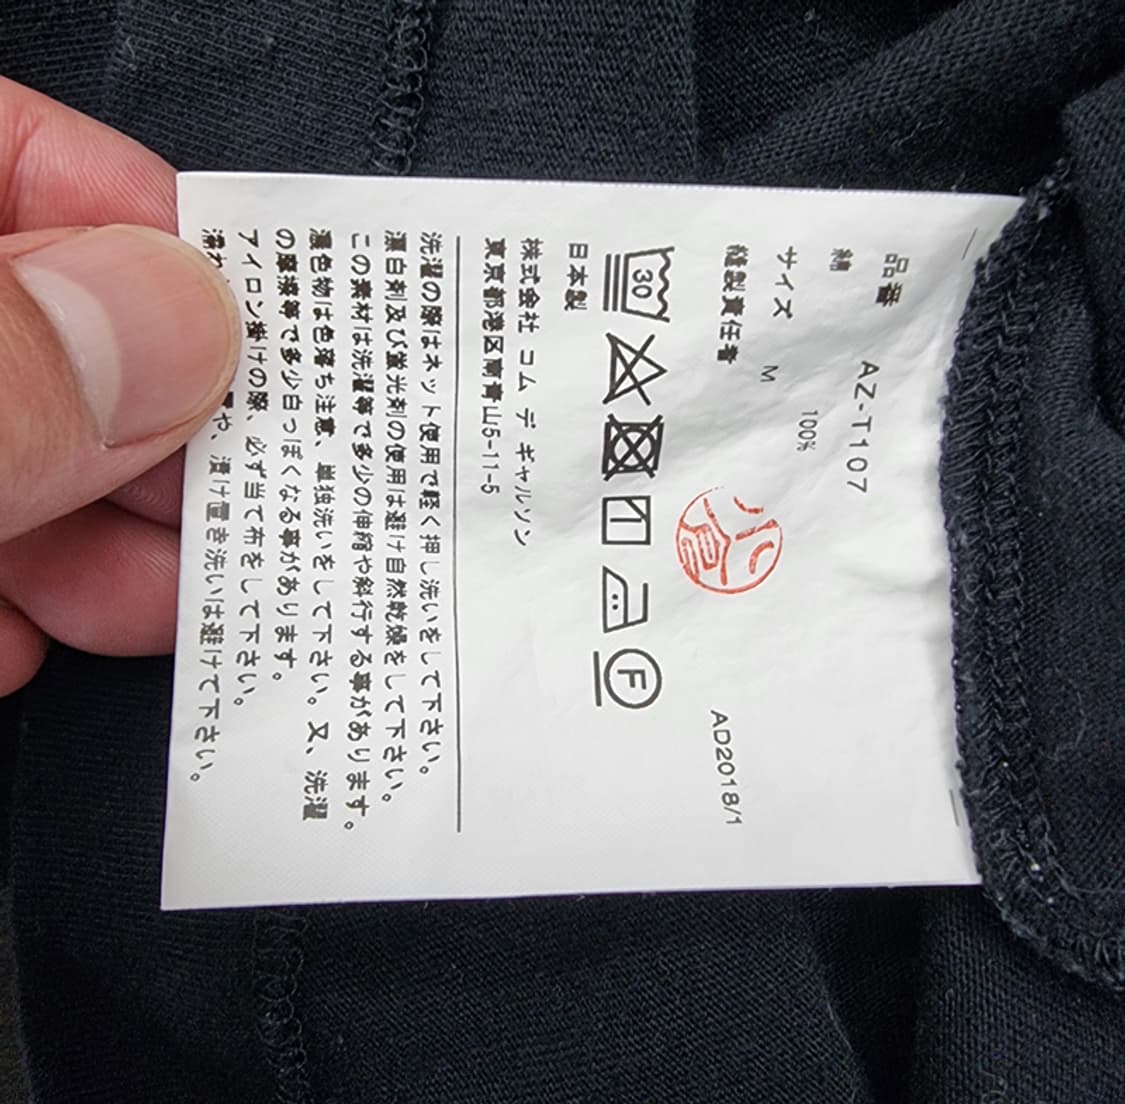 品番 AZ-T107
綿 100%
サイズ M
縫製責任者
AD2018/1
30
F
日本製
株式会社 コム デ ギャルソン
東京都港区南青山5-11-5
洗濯の際はネット使用で軽く押し洗いをして下さい。
漂白剤及び蛍光剤の使用は避け自然乾燥をして下さい。
この素材は洗濯等で多少の伸縮や斜行する事があります。
濃色物は色落ち注意、単独洗いをして下さい。又、洗濯
の摩擦等で多少白っぽくなる事があります。
アイロン掛けの際、必ず当て布をして下さい。
濡れ や、漬け置き洗いは避けて下さい。